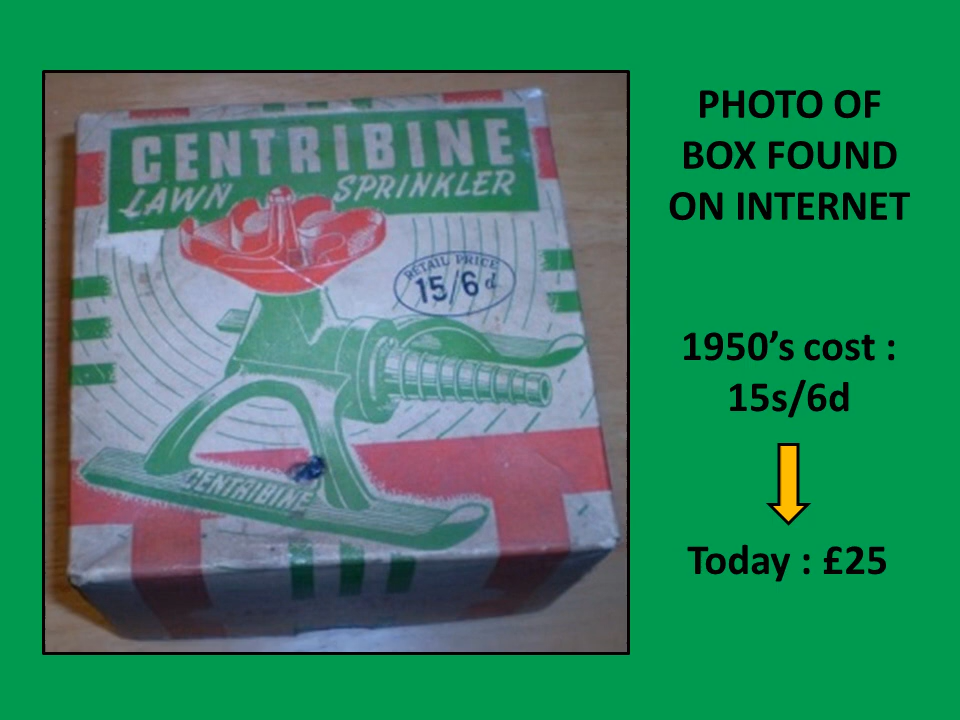 CENTRIBINE
LAWN SPRINKLER
RETAIL PRICE
15/6d
CENTRIBINE
PHOTO OF
BOX FOUND
ON INTERNET
1950’s cost :
15s/6d
Today : £25